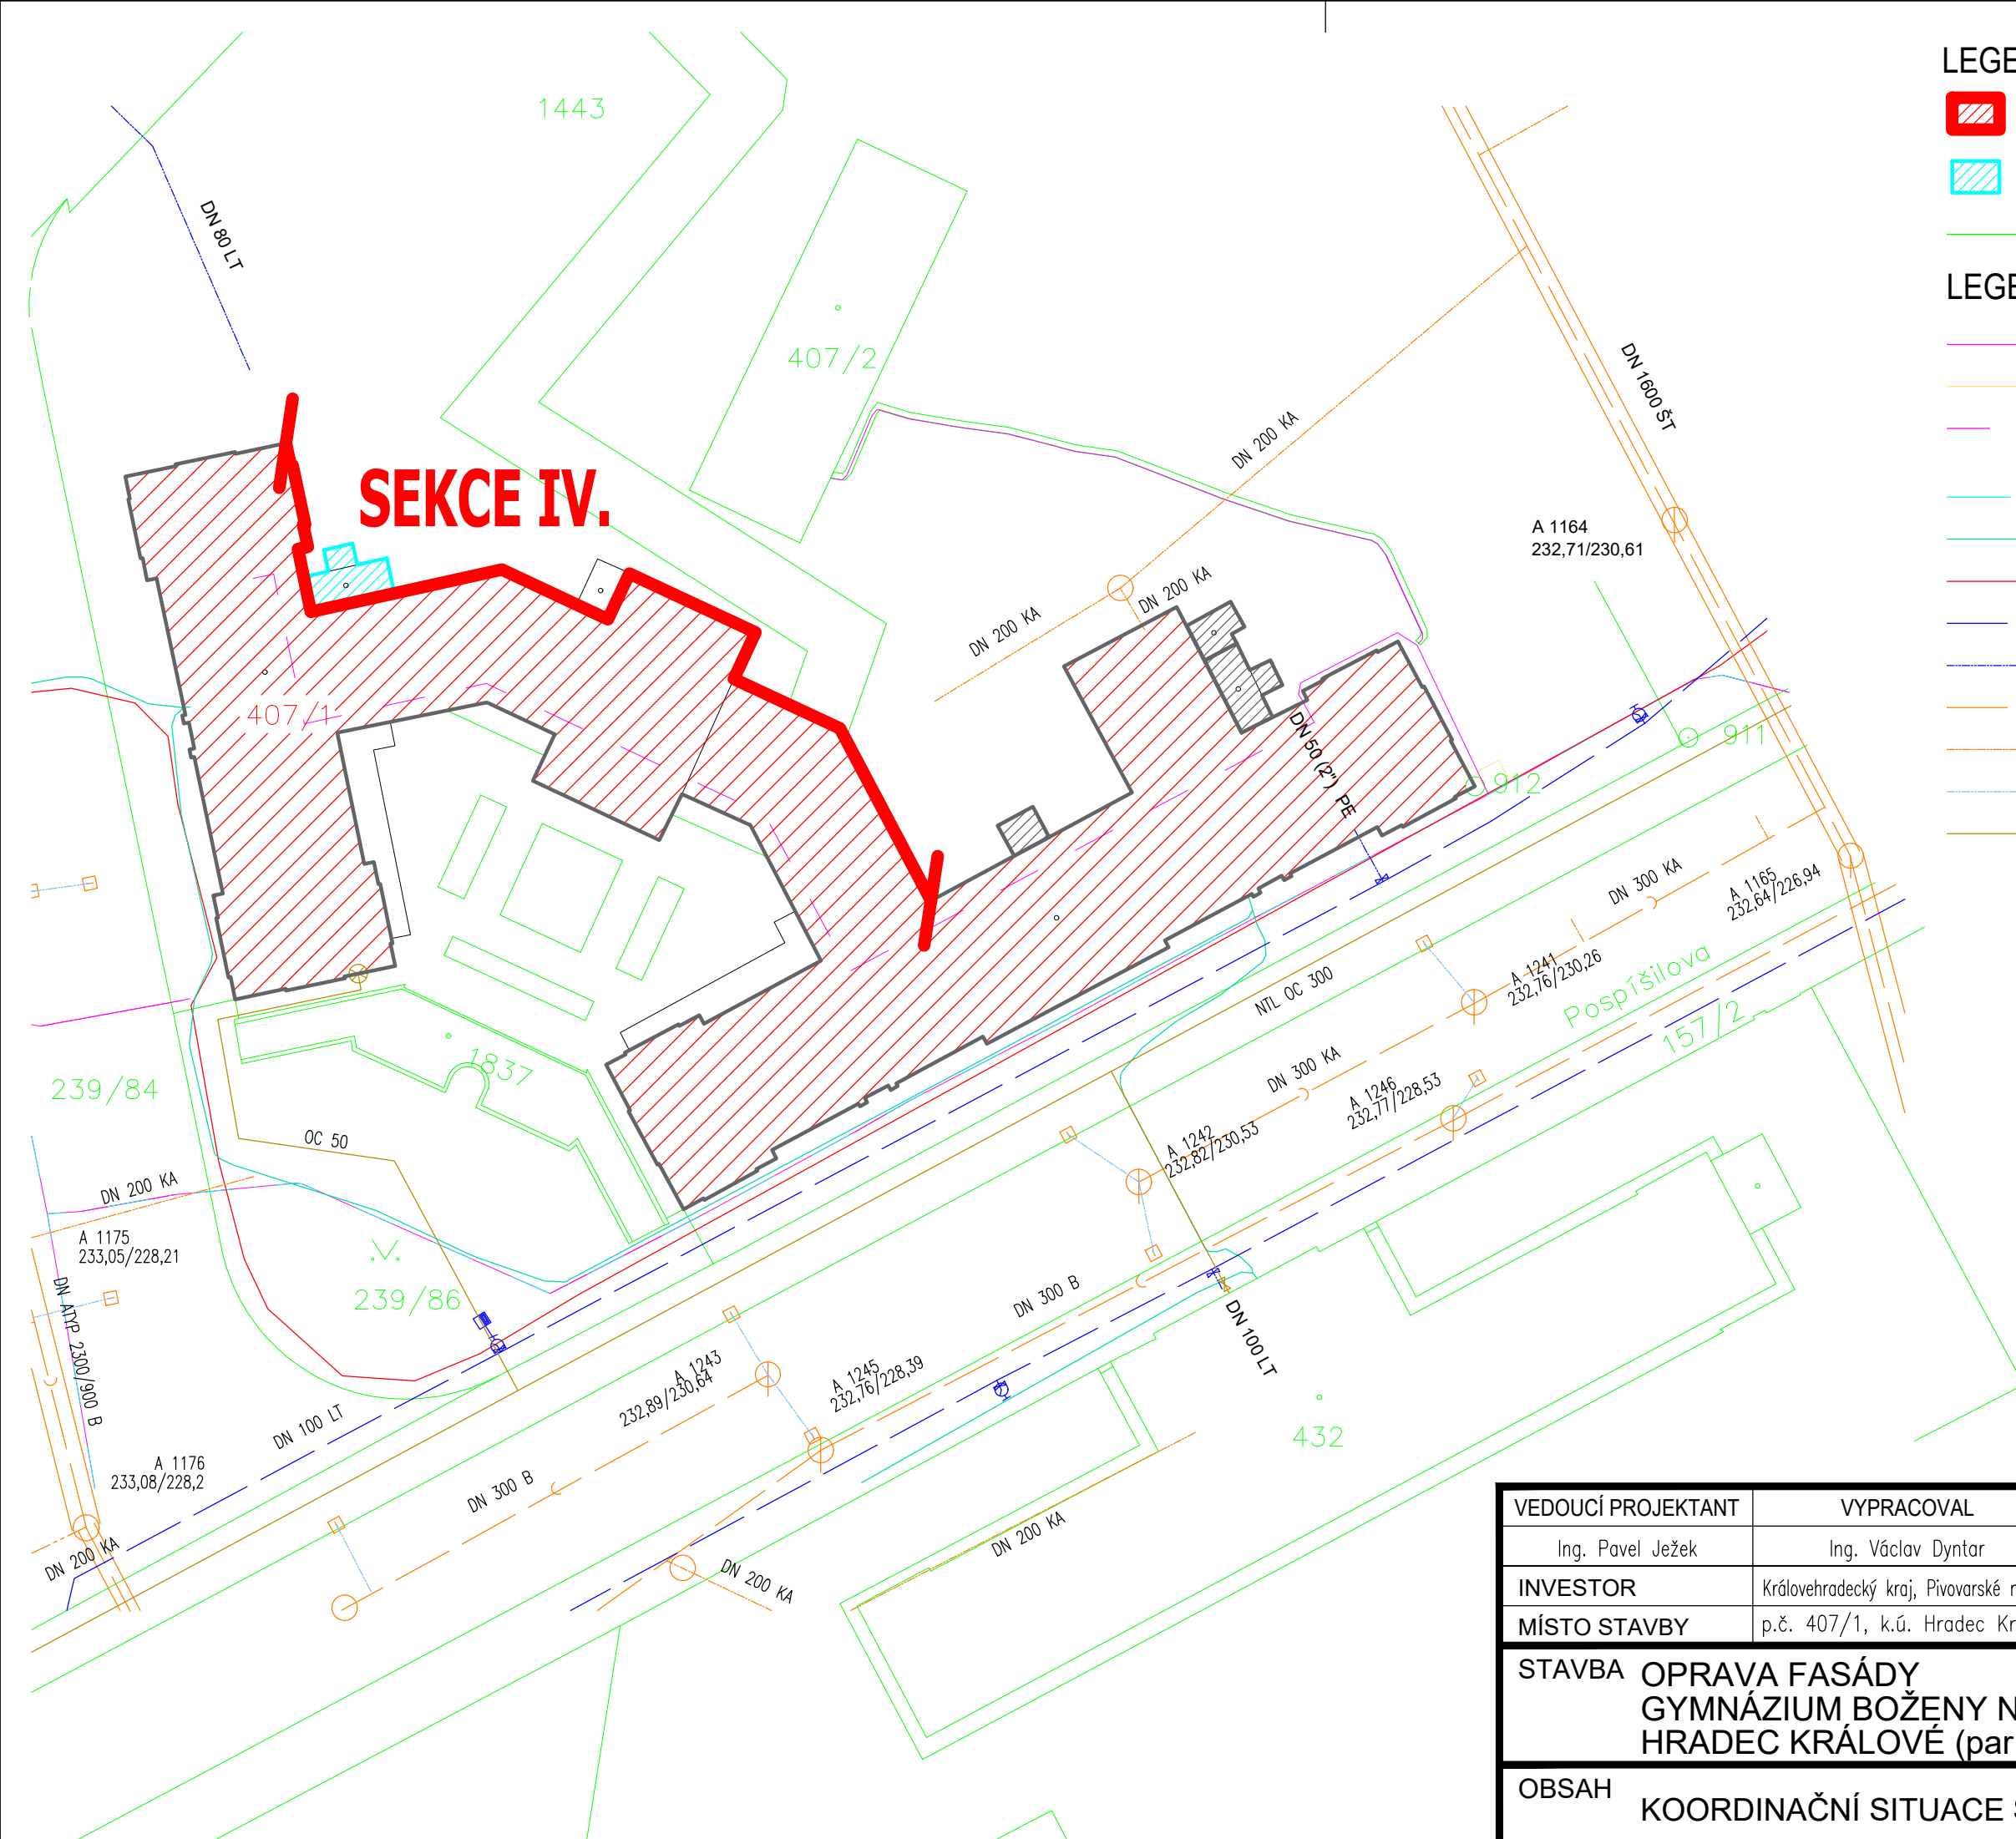 LEGE
1443
DN 80 LT
407/2
LEGE
DN 1600 ŠT
DN 200 KA
SEKCE IV.
A 1164
232,71/230,61
DN 200 KA
DN 200 KA
407/1
DN 50 (2") PE
911
912
DN 300 KA
A 1165
232,64/226,94
A 1241
232,76/230,26
NTL OC 300
Pospíšilova
157/2
1837
DN 300 KA
A 1246
232,77/228,53
239/84
OC 50
A 1242
232,82/230,53
DN 200 KA
A 1175
233,05/228,21
239/86
DN ATYP 2300/900 B
DN 300 B
DN 100 LT
A 1243
232,89/230,64
A 1245
232,76/228,39
DN 100 LT
432
A 1176
233,08/228,2
DN 300 B
DN 200 KA
DN 200 KA
DN 200 KA
VEDOUCÍ PROJEKTANT
VYPRACOVAL
Ing. Pavel Ježek
Ing. Václav Dyntar
INVESTOR
Královehradecký kraj, Pivovarské
MÍSTO STAVBY
p.č. 407/1, k.ú. Hradec Kr
STAVBA
OPRAVA FASÁDY
GYMNÁZIUM BOŽENY N
HRADEC KRÁLOVÉ (par
OBSAH
KOORDINAČNÍ SITUACE